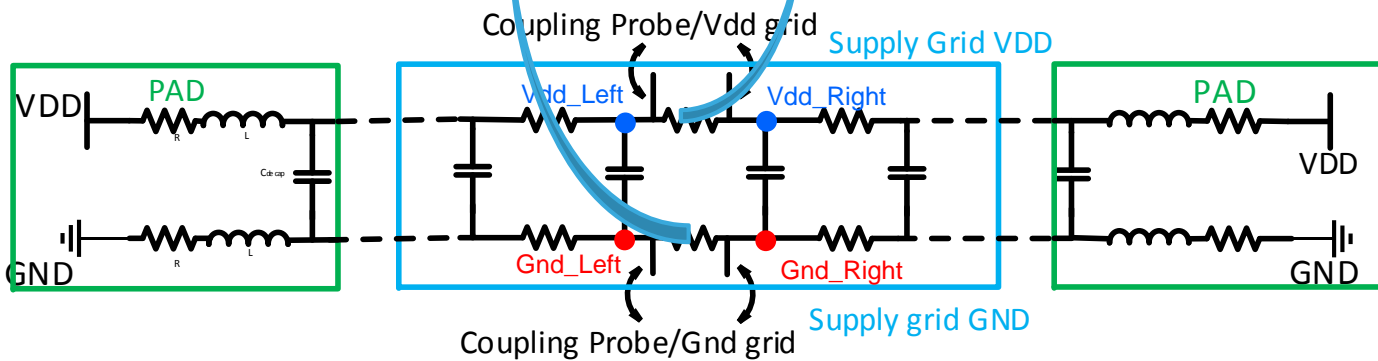 Coupling Probe/Vdd grid
Supply Grid VDD
PAD
VDD
R
L
Cdecap
Vdd_Left
Vdd_Right
PAD
VDD
GND
R
L
Gnd_Left
Gnd_Right
GND
Supply grid GND
Coupling Probe/Gnd grid